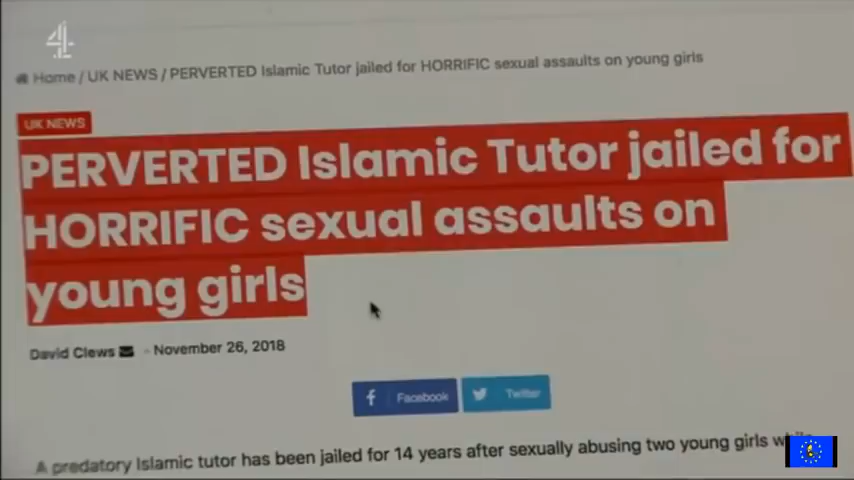 4
Home / UK NEWS / PERVERTED Islamic Tutor jailed for HORRIFIC sexual assaults on young girls
UK NEWS
PERVERTED Islamic Tutor jailed for
HORRIFIC sexual assaults on
young girls
David Clews - November 26, 2018
Facebook Twitter
A predatory Islamic tutor has been jailed for 14 years after sexually abusing two young girls while